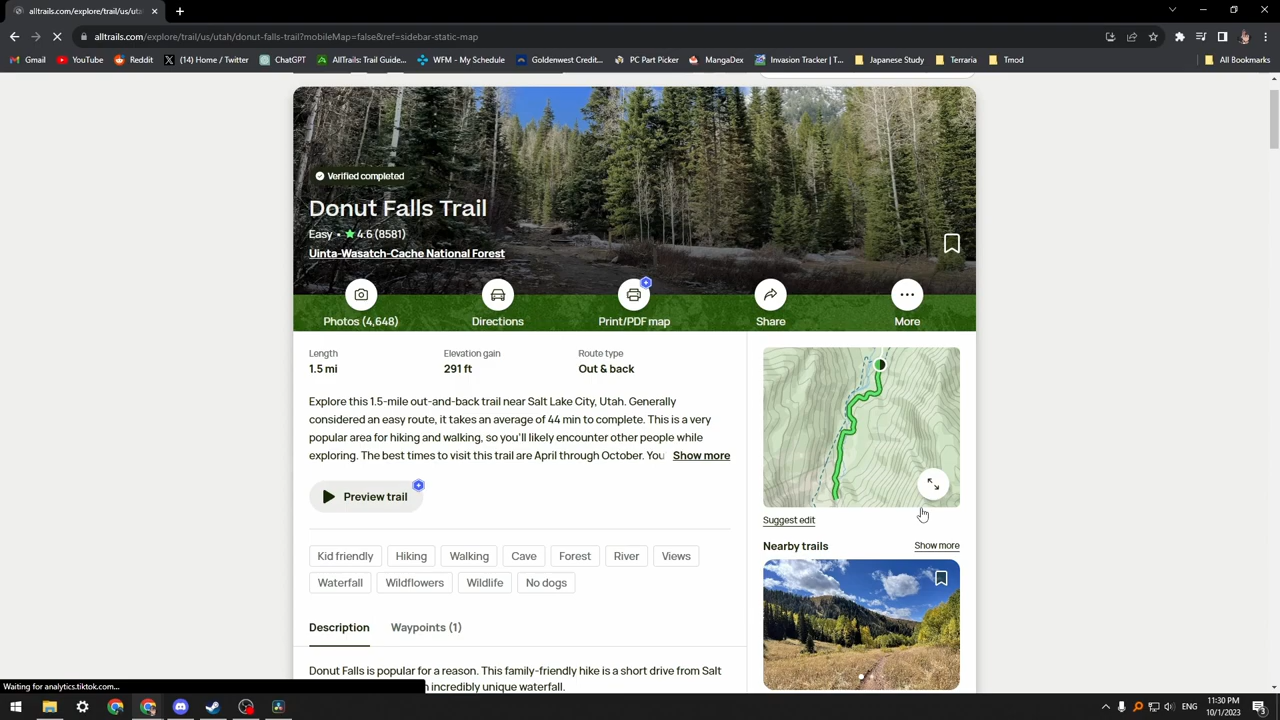 alltrails.com/explore/trail/us/uta
alltrails.com/explore/trail/us/utah/donut-falls-trail?mobileMap=false&ref=sidebar-static-map
Gmail YouTube Reddit (4) Home / Twitter ChatGPT AllTrails: Trail Guide... WFM - My Schedule Goldenwest Credit... PC Part Picker MangaDex Invasion Tracker | T... Japanese Study Terraria Tmod All Bookmarks
Verified completed
Donut Falls Trail
Easy • 4.6 (8581)
Uinta-Wasatch-Cache National Forest
Photos (4,648) Directions Print/PDF map Share More
Length Elevation gain Route type
1.5 mi 291 ft Out & back
Explore this 1.5-mile out-and-back trail near Salt Lake City, Utah. Generally
considered an easy route, it takes an average of 44 min to complete. This is a very
popular area for hiking and walking, so you'll likely encounter other people while
exploring. The best times to visit this trail are April through October. You Show more
Preview trail
Kid friendly Hiking Walking Cave Forest River Views
Waterfall Wildflowers Wildlife No dogs
Description Waypoints (1)
Donut Falls is popular for a reason. This family-friendly hike is a short drive from Salt
n incredibly unique waterfall.
Suggest edit
Nearby trails Show more
Waiting for analytics.tiktok.com...
ENG
11:30 PM
10/1/2023
3